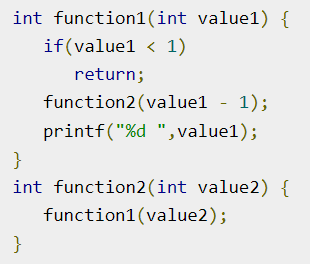 int function1(int value1) {
   if(value1 < 1)
      return;
   function2(value1 - 1);
   printf("%d ",value1);
}
int function2(int value2) {
   function1(value2);
}